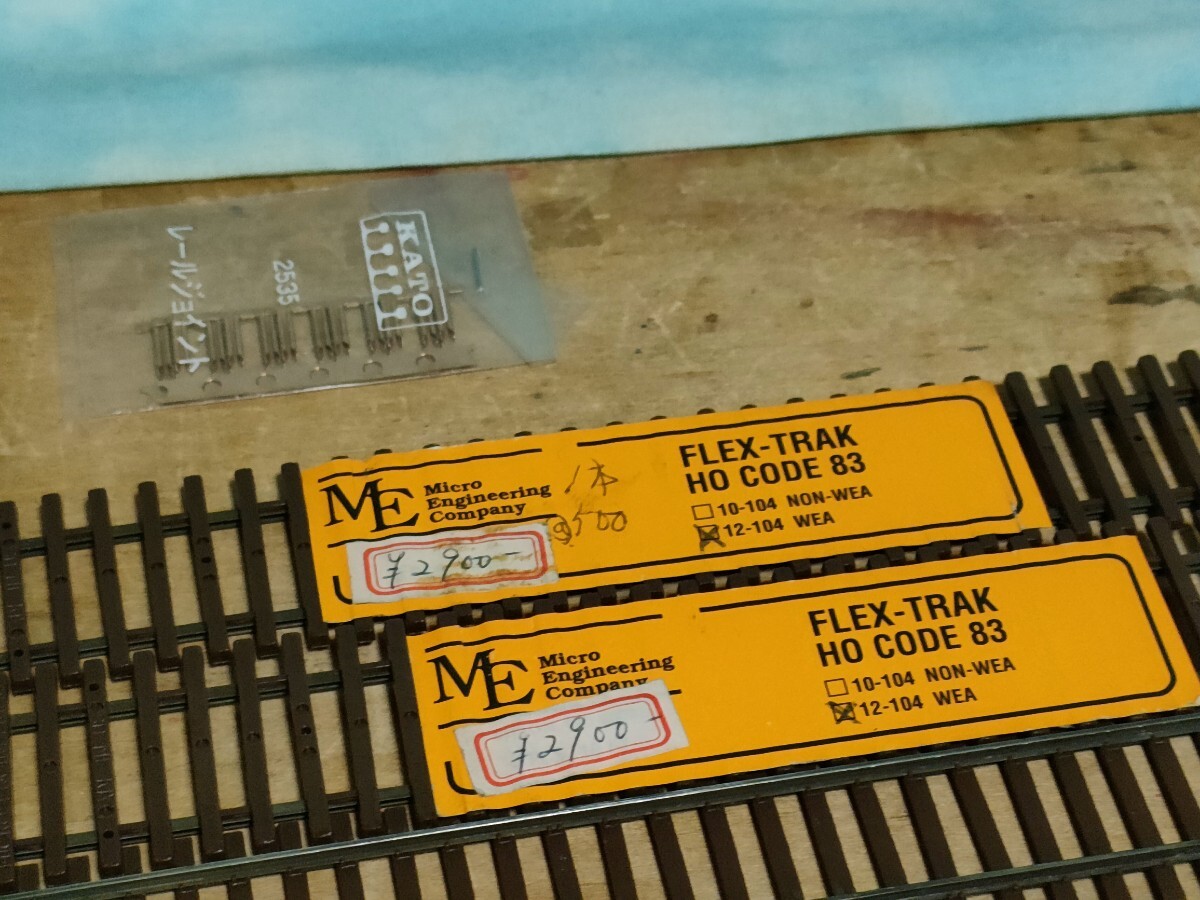 KATO
2535
レールジョイント
ME Micro
Engineering
Company
¥2900-
1本
FLEX-TRAK
HO CODE 83
10-104 NON-WEA
12-104 WEA
ME Micro
Engineering
Company
¥2900-
FLEX-TRAK
HO CODE 83
10-104 NON-WEA
12-104 WEA